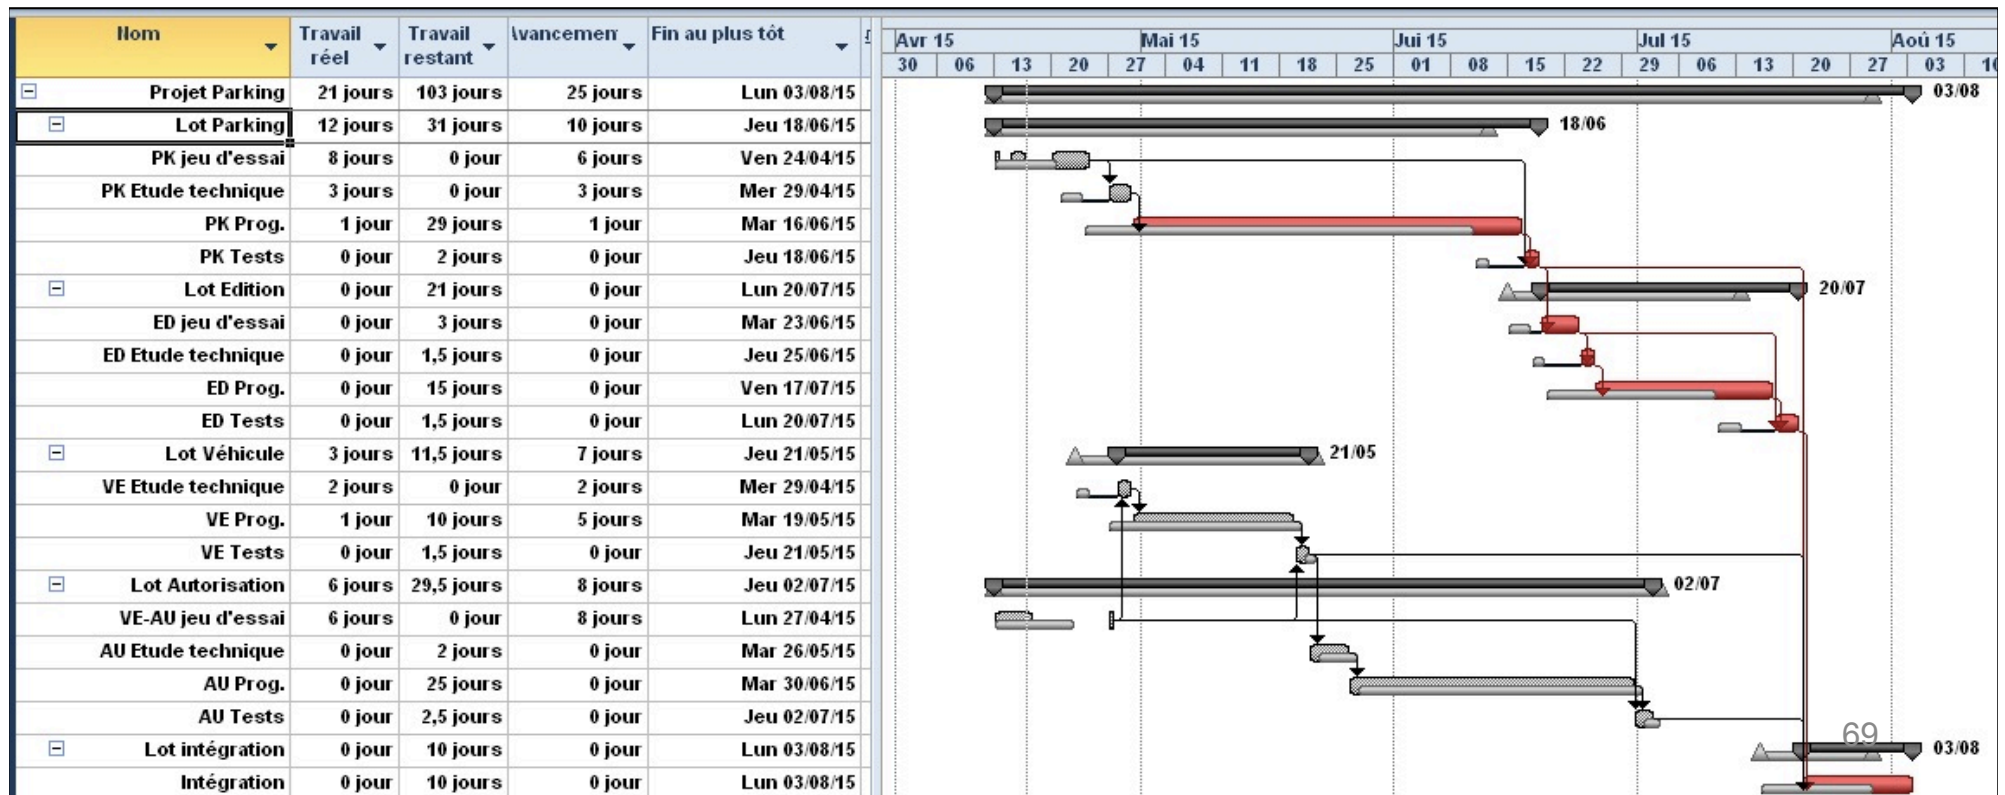 Nom Travail réel Travail restant \vancemen Fin au plus tôt
Avr 15 Mai 15 Jui 15 Jul 15 Aoû 15
30 06 13 20 27 04 11 18 25 01 08 15 22 29 06 13 20 27 03 10
Projet Parking 21 jours 103 jours 25 jours Lun 03/08/15 03/08
Lot Parking 12 jours 31 jours 10 jours Jeu 18/06/15 18/06
PK jeu d'essai 8 jours 0 jour 6 jours Ven 24/04/15
PK Etude technique 3 jours 0 jour 3 jours Mer 29/04/15
PK Prog. 1 jour 29 jours 1 jour Mar 16/06/15
PK Tests 0 jour 2 jours 0 jour Jeu 18/06/15
Lot Edition 0 jour 21 jours 0 jour Lun 20/07/15 20/07
ED jeu d'essai 0 jour 3 jours 0 jour Mar 23/06/15
ED Etude technique 0 jour 1,5 jours 0 jour Jeu 25/06/15
ED Prog. 0 jour 15 jours 0 jour Ven 17/07/15
ED Tests 0 jour 1,5 jours 0 jour Lun 20/07/15
Lot Véhicule 3 jours 11,5 jours 7 jours Jeu 21/05/15 21/05
VE Etude technique 2 jours 0 jour 2 jours Mer 29/04/15
VE Prog. 1 jour 10 jours 5 jours Mar 19/05/15
VE Tests 0 jour 1,5 jours 0 jour Jeu 21/05/15
Lot Autorisation 6 jours 29,5 jours 8 jours Jeu 02/07/15 02/07
VE-AU jeu d'essai 6 jours 0 jour 8 jours Lun 27/04/15
AU Etude technique 0 jour 2 jours 0 jour Mar 26/05/15
AU Prog. 0 jour 25 jours 0 jour Mar 30/06/15
AU Tests 0 jour 2,5 jours 0 jour Jeu 02/07/15
69
Lot intégration 0 jour 10 jours 0 jour Lun 03/08/15 03/08
Intégration 0 jour 10 jours 0 jour Lun 03/08/15